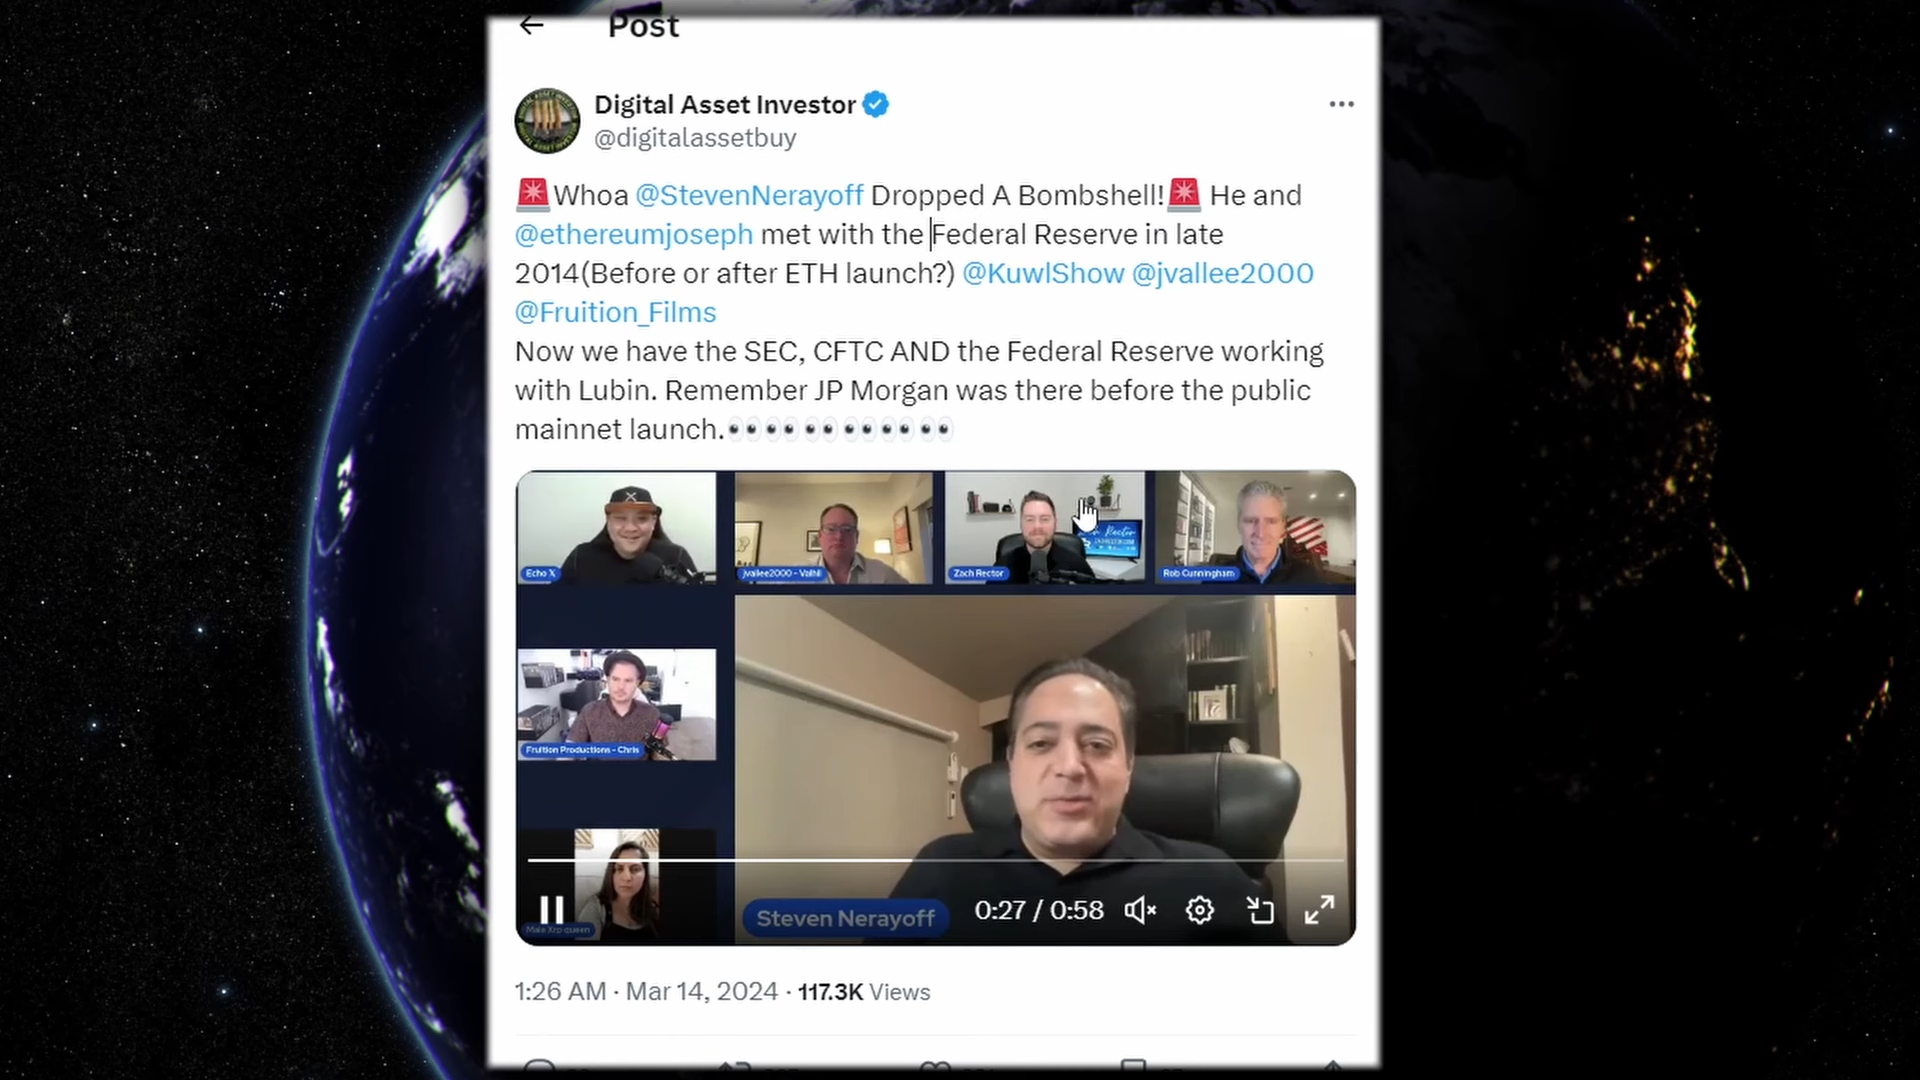 Post
Digital Asset Investor
@digitalassetbuy
🚨Whoa @StevenNerayoff Dropped A Bombshell!🚨 He and
@ethereumjoseph met with the Federal Reserve in late
2014(Before or after ETH launch?) @KuwlShow @jvallee2000
@Fruition_Films
Now we have the SEC, CFTC AND the Federal Reserve working
with Lubin. Remember JP Morgan was there before the public
mainnet launch.👀👀👀👀👀👀
Echo X
jvallee2000 - Valhil
Zach Rector
Rob Cunningham
Fruition Productions - Chris
Steven Nerayoff
0:27 / 0:58
1:26 AM · Mar 14, 2024 · 117.3K Views